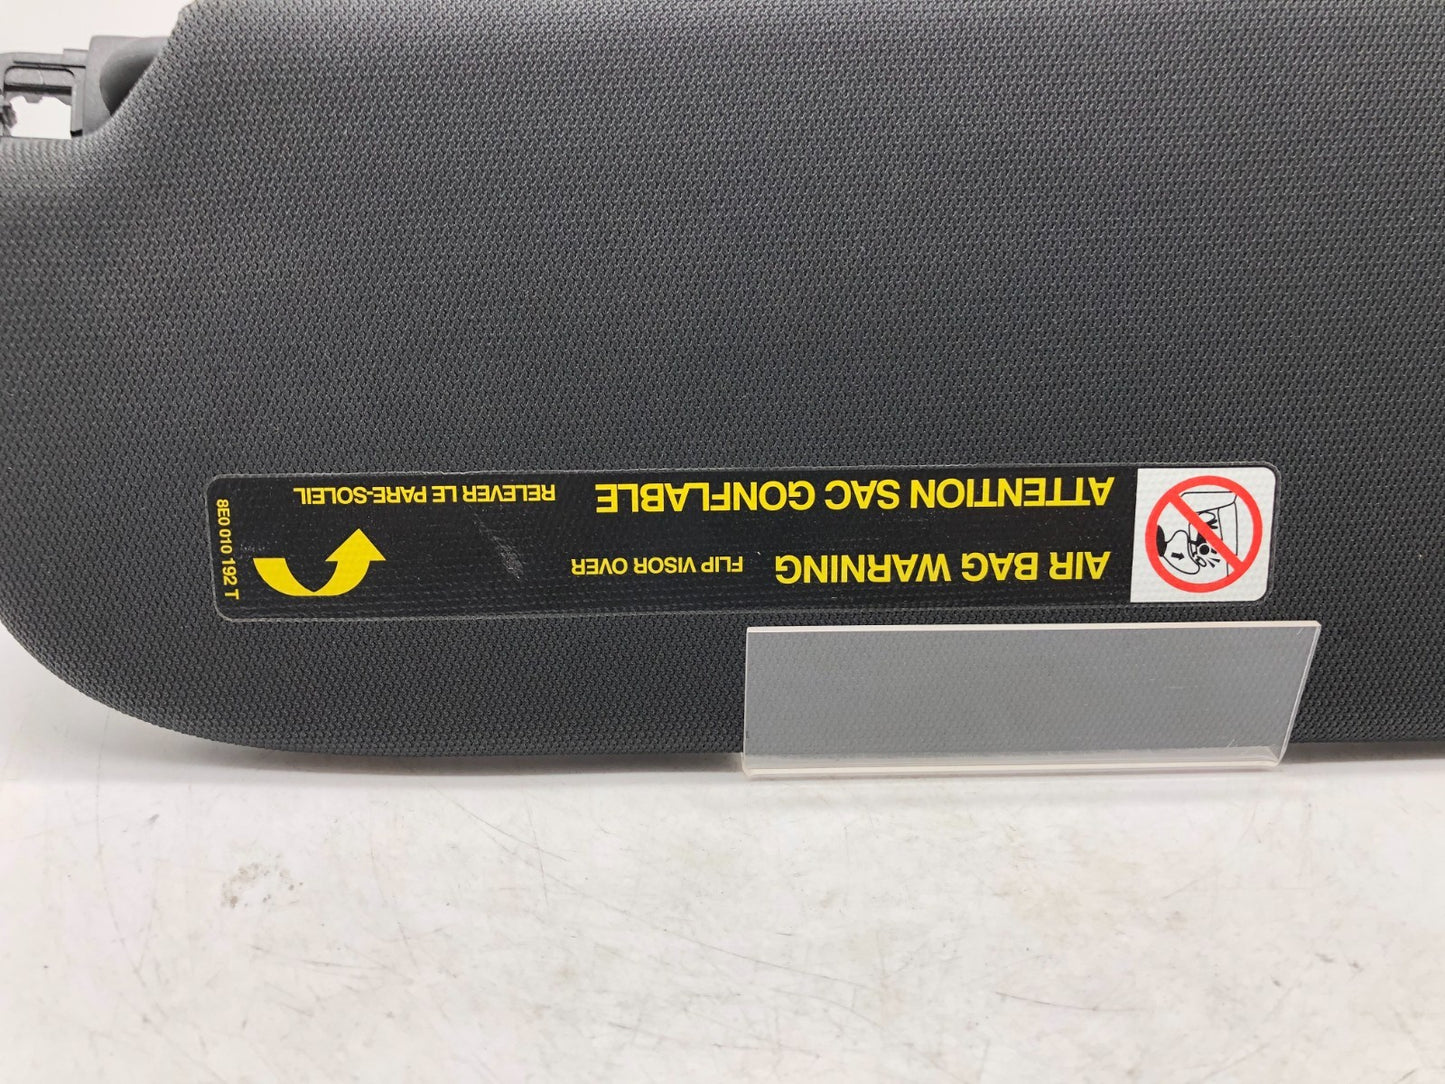 AIR BAG WARNING FLIP VISOR OVER
ATTENTION SAC GONFLABLE RELEVER LE PARE-SOLEIL
8E0 010 192 T